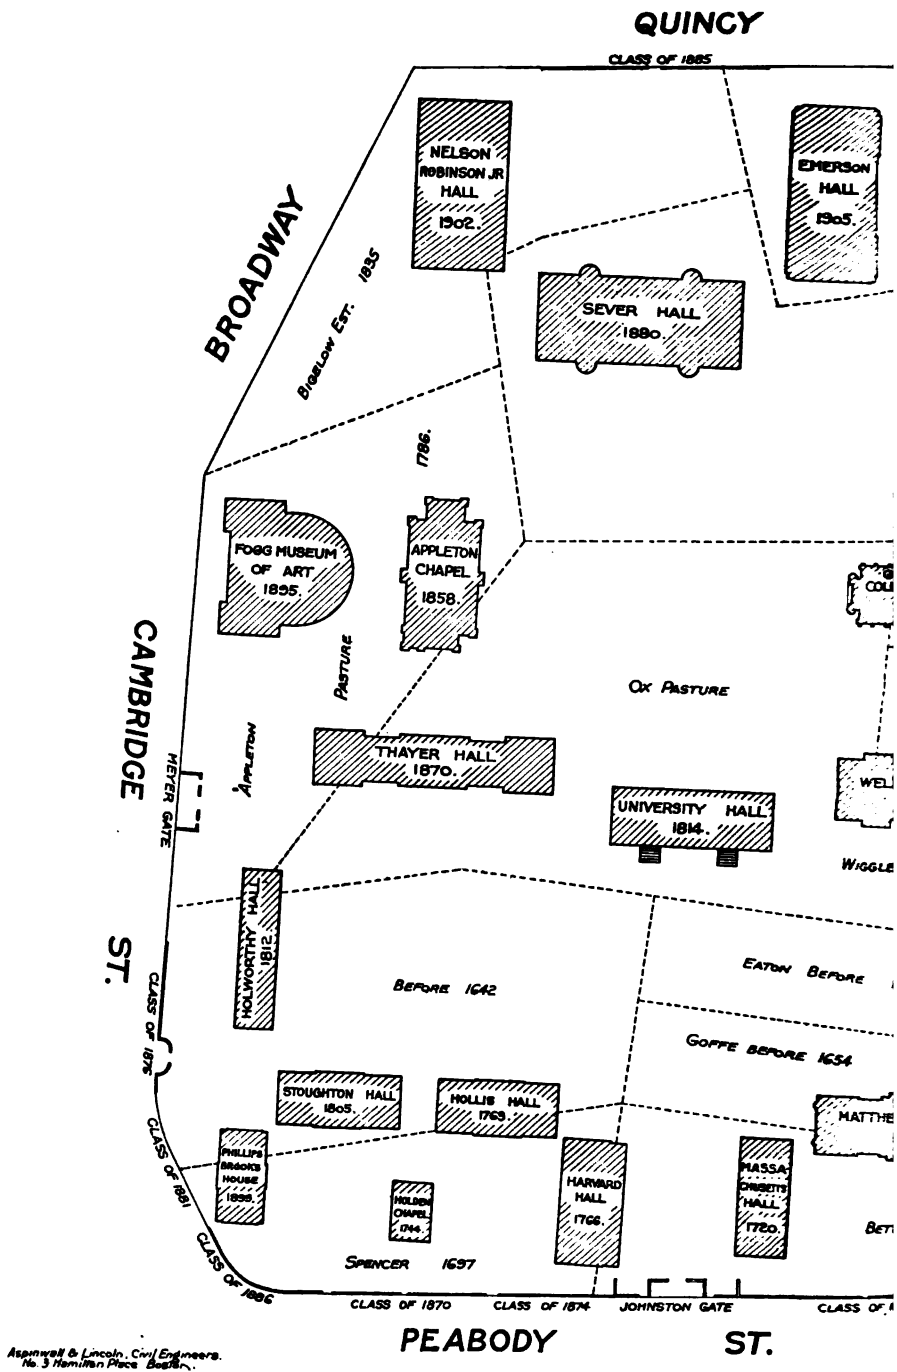 QUINCY
CLASS OF 1885
NELSON
ROBINSON JR
HALL
1902.
EMERSON
HALL
1905.
BROADWAY
BIGELOW EST. 1835
SEVER HALL
1880.
1786.
FOGG MUSEUM
OF ART
1895.
APPLETON
CHAPEL
1858.
CAMBRIDGE
ST.
PASTURE
APPLETON
OX PASTURE
MEYER GATE
THAYER HALL
1870.
UNIVERSITY HALL
1814.
WEL
WIGGLE
HOLWORTHY HALL
1812.
BEFORE 1642
EATON BEFORE 1
GOFFE BEFORE 1654
CLASS OF 1876
STOUGHTON HALL
1805.
HOLLIS HALL
1763.
MATTHE
CLASS OF 1881
PHILLIPS
BROOKS
HOUSE
HOLDEN
CHAPEL
1744.
HARVARD
HALL
1766.
MASSA
CHUSETTS
HALL
1720.
BET
CLASS OF 1886
SPENCER 1697
CLASS OF 1870
CLASS OF 1874
JOHNSTON GATE
CLASS OF
PEABODY ST.
Aspinwall & Lincoln, Civil Engineers.
No. 3 Hamilton Place Boston.